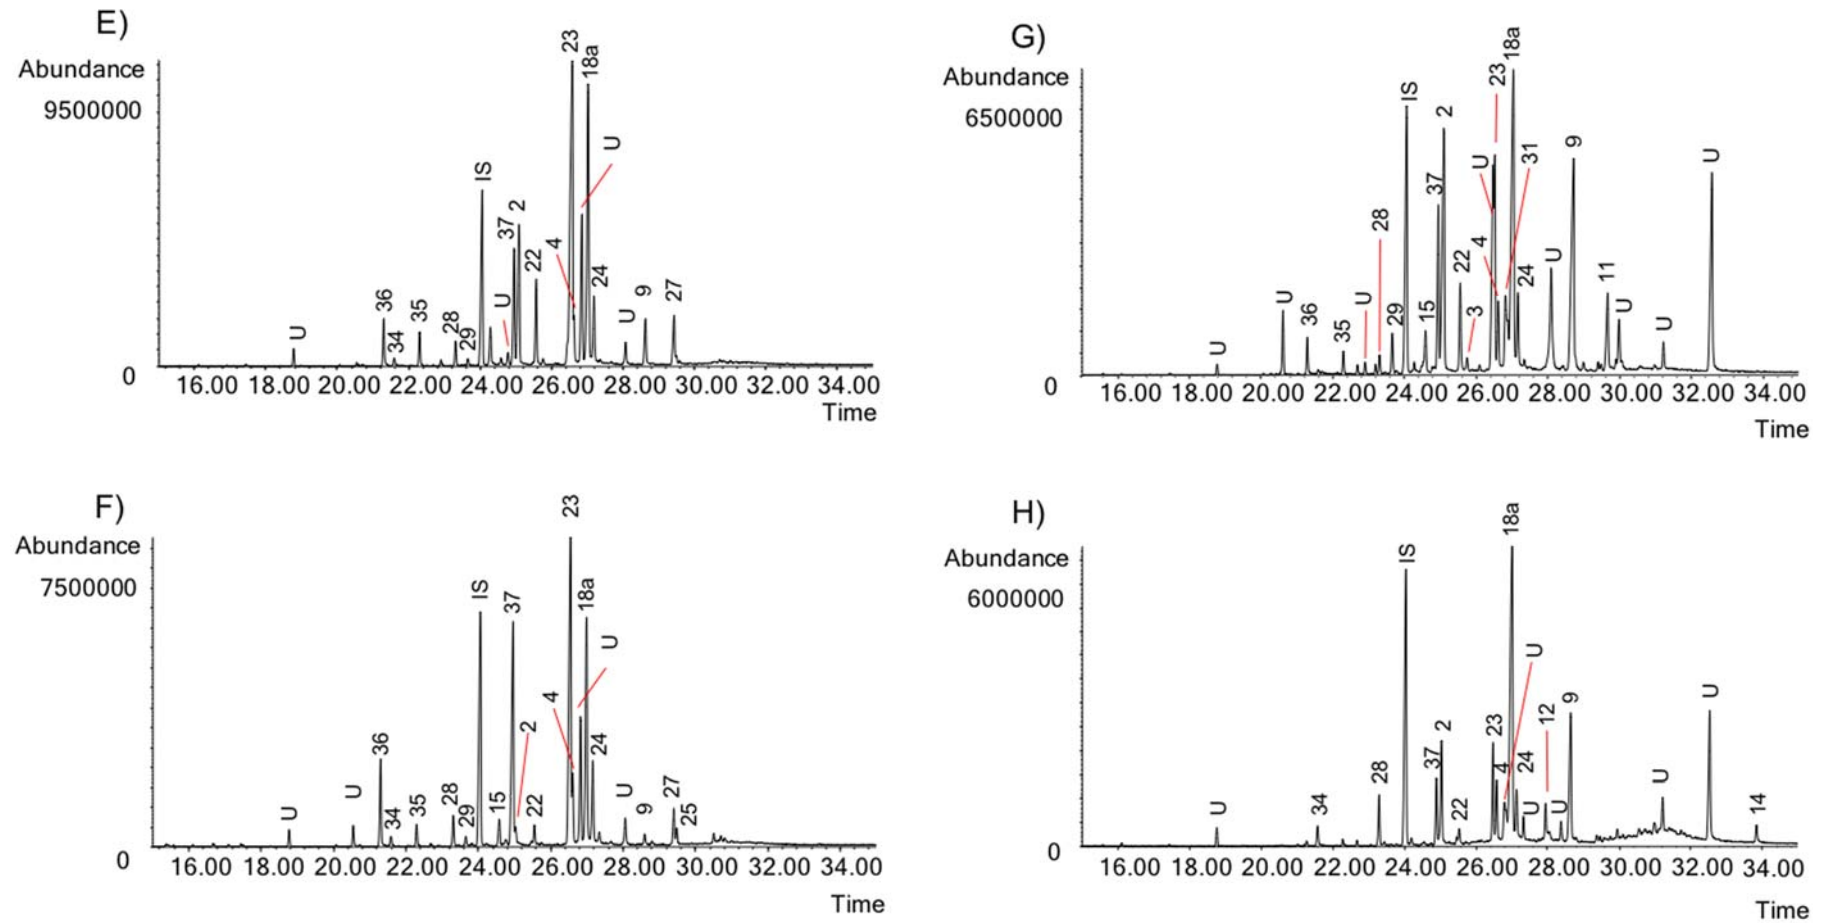 E)
Abundance
9500000
0
U
36
34
35
28
29
IS
U
37
2
22
4
23
18a
U
24
U
9
27
16.00 18.00 20.00 22.00 24.00 26.00 28.00 30.00 32.00 34.00
Time
G)
Abundance
6500000
0
U
U
36
35
U
28
29
IS
15
37
2
22
3
4
U
23
18a
31
24
U
9
11
U
U
U
16.00 18.00 20.00 22.00 24.00 26.00 28.00 30.00 32.00 34.00
Time
F)
Abundance
7500000
0
U
U
36
34
35
28
29
IS
15
37
2
22
4
23
18a
U
24
U
9
27
25
16.00 18.00 20.00 22.00 24.00 26.00 28.00 30.00 32.00 34.00
Time
H)
Abundance
6000000
0
U
34
28
IS
37
2
22
23
4
18a
U
24
U
12
U
9
U
U
14
16.00 18.00 20.00 22.00 24.00 26.00 28.00 30.00 32.00 34.00
Time